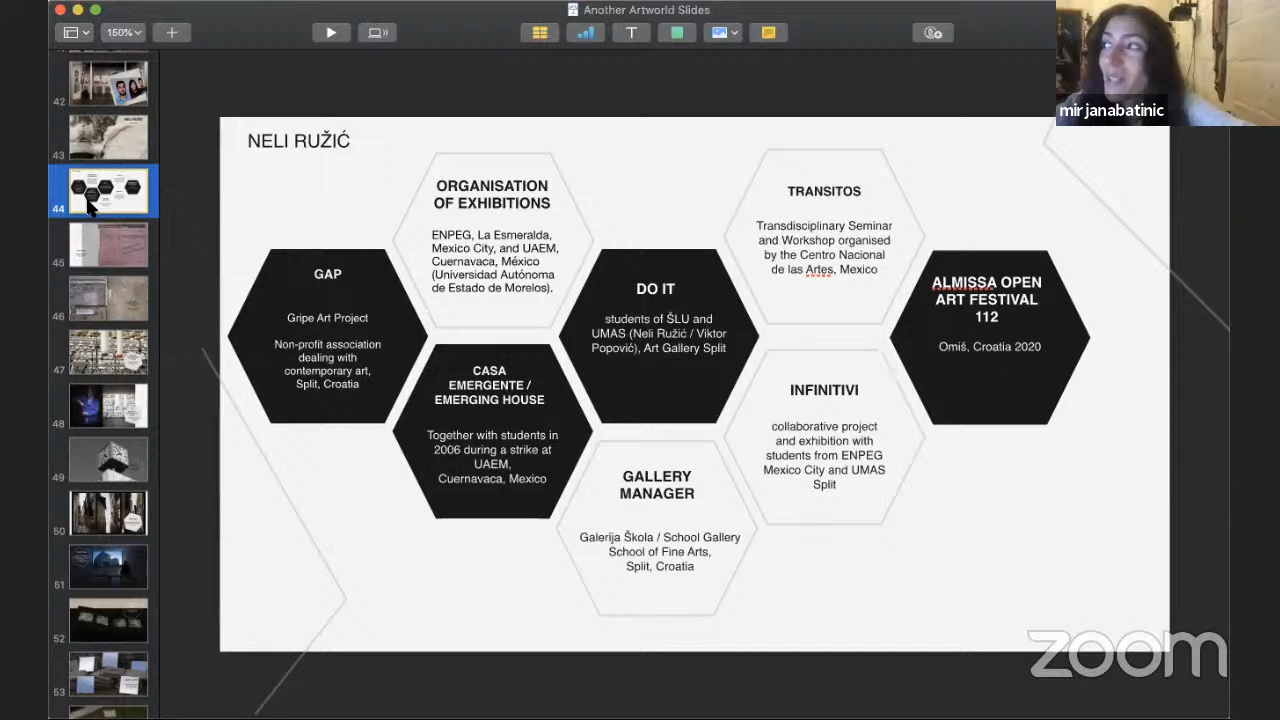 Another Artworld Slides
150%
mirjanabatinic
42
43
44
45
46
47
48
49
50
51
52
53
NELI RUŽIĆ
GAP
Gripe Art Project
Non-profit association
dealing with
contemporary art,
Split, Croatia
ORGANISATION
OF EXHIBITIONS
ENPEG, La Esmeralda,
Mexico City, and UAEM,
Cuernavaca, México
(Universidad Autónoma
de Estado de Morelos).
CASA
EMERGENTE /
EMERGING HOUSE
Together with students in
2006 during a strike at
UAEM,
Cuernavaca, Mexico
DO IT
students of ŠLU and
UMAS (Neli Ružić / Viktor
Popović), Art Gallery Split
GALLERY
MANAGER
Galerija Škola / School Gallery
School of Fine Arts,
Split, Croatia
TRANSITOS
Transdisciplinary Seminar
and Workshop organised
by the Centro Nacional
de las Artes, Mexico
INFINITIVI
collaborative project
and exhibition with
students from ENPEG
Mexico City and UMAS
Split
ALMISSA OPEN
ART FESTIVAL
112
Omiš, Croatia 2020
zoom